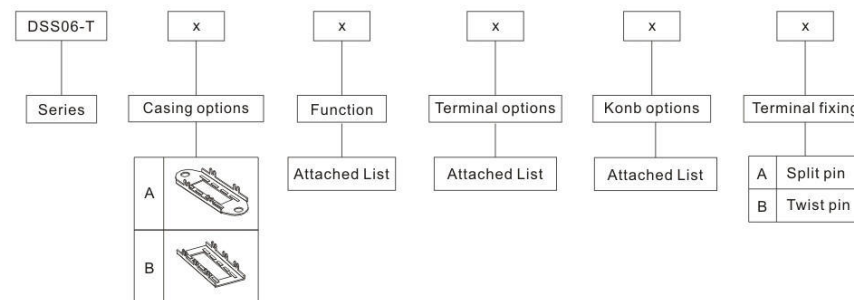 DSS06-T x x x x x
Series Casing options Function Terminal options Konb options Terminal fixing
Attached List Attached List Attached List
A
B
A Split pin
B Twist pin